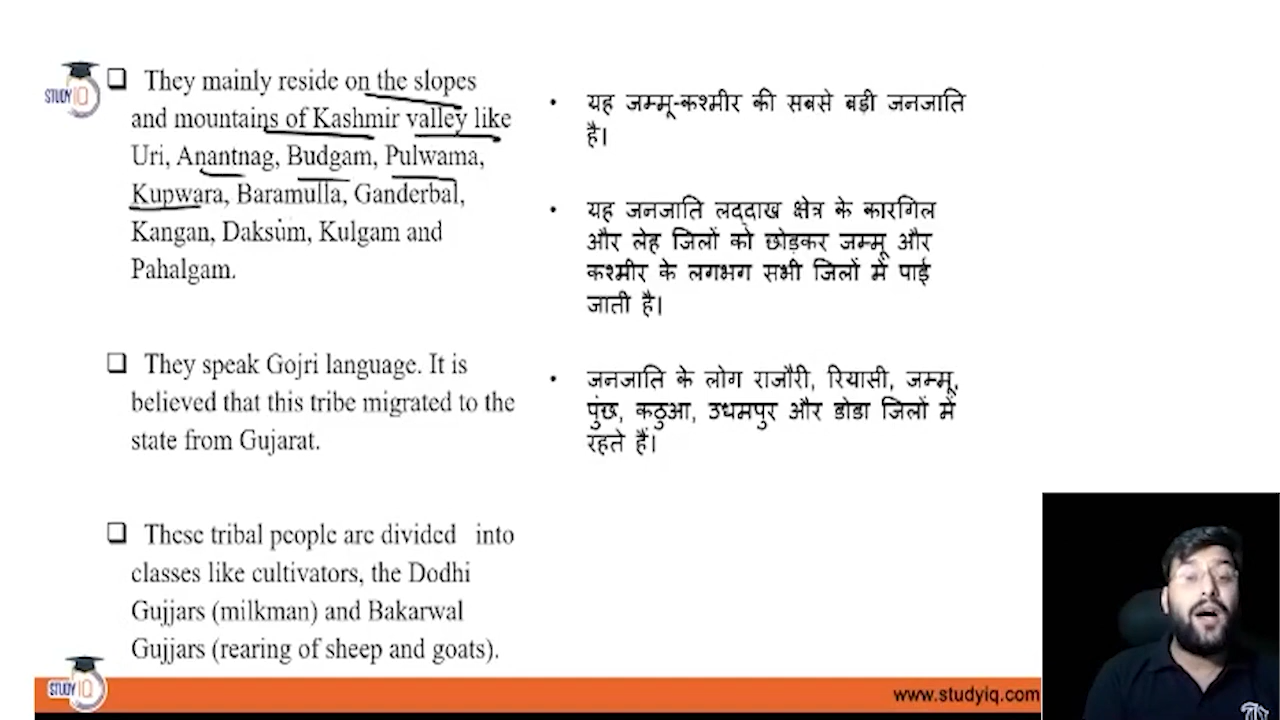 STUDY IQ
❑ They mainly reside on the slopes
and mountains of Kashmir valley like
Uri, Anantnag, Budgam, Pulwama,
Kupwara, Baramulla, Ganderbal,
Kangan, Daksum, Kulgam and
Pahalgam.
❑ They speak Gojri language. It is
believed that this tribe migrated to the
state from Gujarat.
❑ These tribal people are divided into
classes like cultivators, the Dodhi
Gujjars (milkman) and Bakarwal
Gujjars (rearing of sheep and goats).
• यह जम्मू-कश्मीर की सबसे बड़ी जनजाति
है।
• यह जनजाति लद्दाख क्षेत्र के कारगिल
और लेह जिलों को छोड़कर जम्मू और
कश्मीर के लगभग सभी जिलों में पाई
जाती है।
• जनजाति के लोग राजौरी, रियासी, जम्मू,
पुंछ, कठुआ, उधमपुर और डोडा जिलों में
रहते हैं।
STUDY IQ
www.studyiq.com